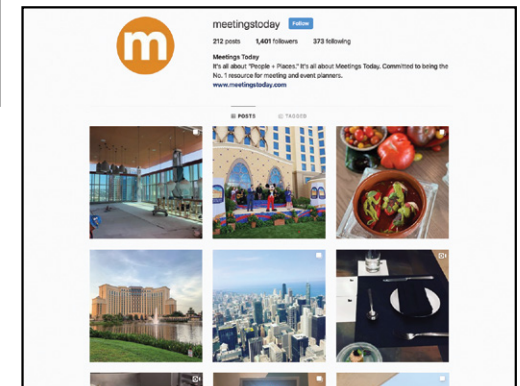 m
meetingstoday Follow
212 posts 1,401 followers 373 following
Meetings Today
It's all about "People + Places." It's all about Meetings Today. Committed to being the
No. 1 resource for meeting and event planners.
www.meetingstoday.com
POSTS TAGGED